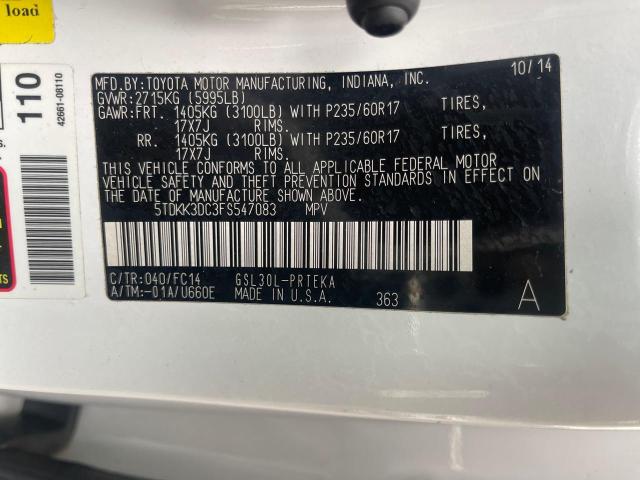 load
110
42661-08110
s.
TS
MFD.BY:TOYOTA MOTOR MANUFACTURING, INDIANA, INC. 10/14
GVWR:2715KG (5995LB)
GAWR:FRT. 1405KG (3100LB) WITH P235/60R17 TIRES,
17X7J RIMS.
RR. 1405KG (3100LB) WITH P235/60R17 TIRES,
17X7J RIMS.
THIS VEHICLE CONFORMS TO ALL APPLICABLE FEDERAL MOTOR
VEHICLE SAFETY AND THEFT PREVENTION STANDARDS IN EFFECT ON
THE DATE OF MANUFACTURE SHOWN ABOVE.
5TDKK3DC3FS547083 MPV
C/TR:040/FC14 GSL30L-PRTEKA
A/TM:-01A/U660E MADE IN U.S.A. 363 A